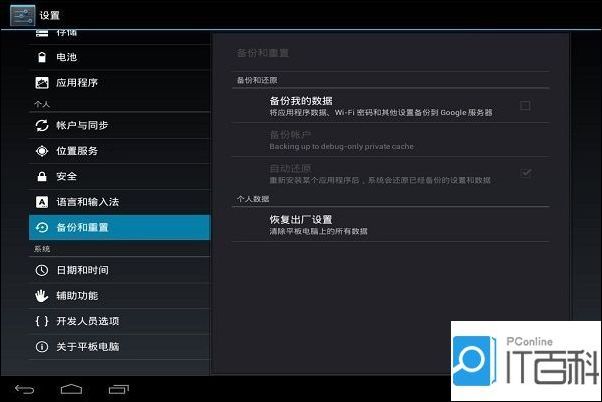 设置
存储
电池
应用程序
个人
帐户与同步
位置服务
安全
语言和输入法
备份和重置
系统
日期和时间
辅助功能
开发人员选项
关于平板电脑
备份和重置
备份和还原
备份我的数据
将应用程序数据、Wi-Fi 密码和其他设置备份到 Google 服务器
备份帐户
Backing up to debug-only private cache
自动还原
重新安装某个应用程序后，系统会还原已经备份的设置和数据
个人数据
恢复出厂设置
清除平板电脑上的所有数据
PConline
IT百科